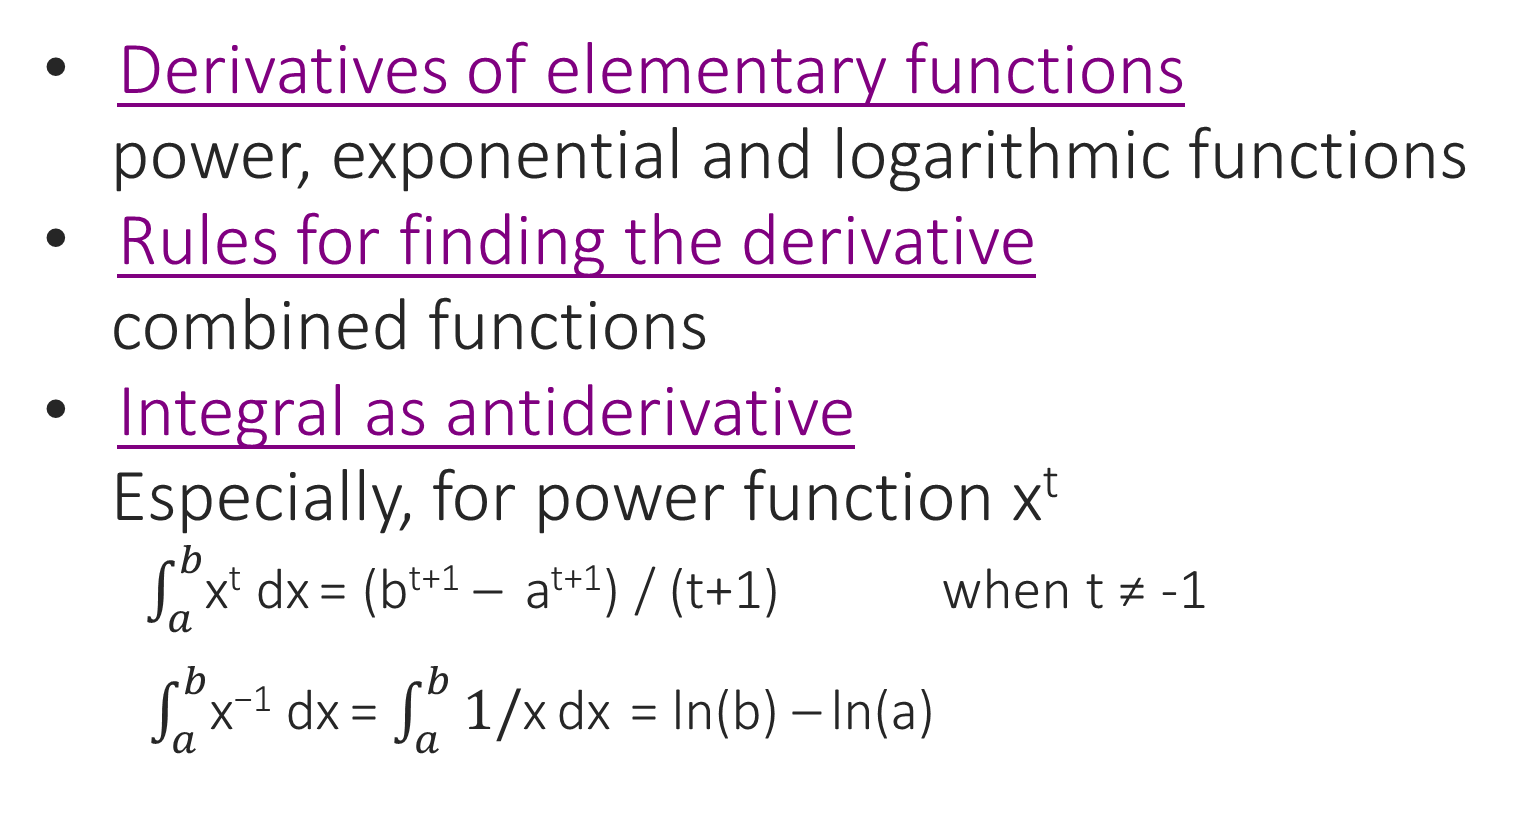 • Derivatives of elementary functions
power, exponential and logarithmic functions
• Rules for finding the derivative
combined functions
• Integral as antiderivative
Especially, for power function xᵗ
∫ₐᵇ xᵗ dx = (bᵗ⁺¹ – aᵗ⁺¹) / (t+1) when t ≠ -1
∫ₐᵇ x⁻¹ dx = ∫ₐᵇ 1/x dx = ln(b) – ln(a)